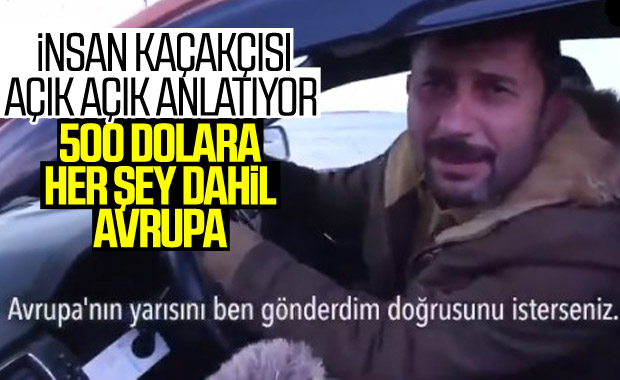 İNSAN KAÇAKÇISI
AÇIK AÇIK ANLATIYOR
500 DOLARA
HER ŞEY DAHİL
AVRUPA
Avrupa'nın yarısını ben gönderdim doğrusunu isterseniz.